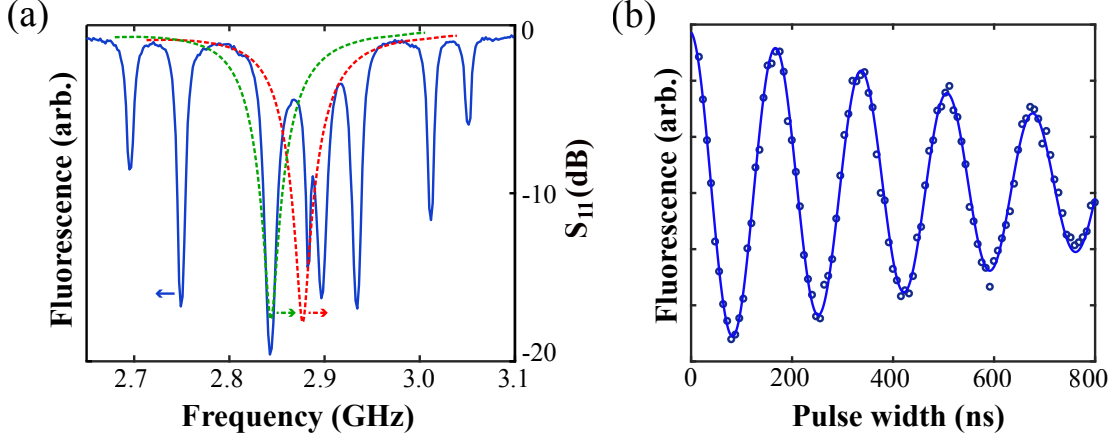 (a)
Fluorescence (arb.)
0
-10
-20
S11 (dB)
2.7 2.8 2.9 3.0 3.1
Frequency (GHz)
(b)
Fluorescence (arb.)
0 200 400 600 800
Pulse width (ns)